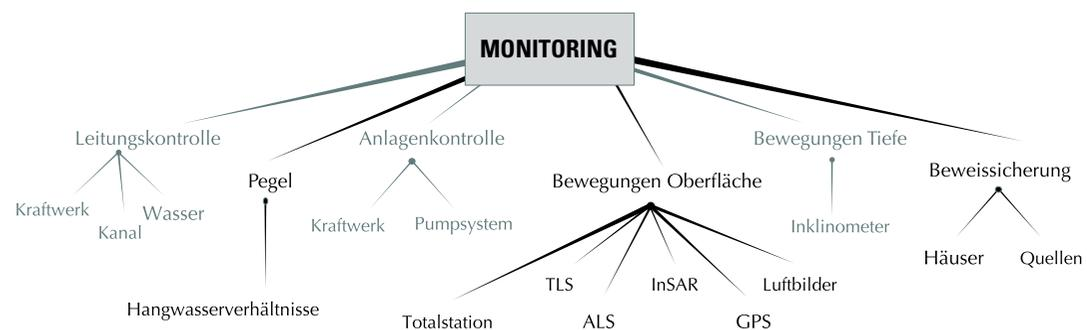 MONITORING
Leitungskontrolle
Kraftwerk
Kanal
Wasser
Pegel
Hangwasserverhältnisse
Anlagenkontrolle
Kraftwerk
Pumpsystem
Bewegungen Oberfläche
Totalstation
TLS
ALS
InSAR
GPS
Luftbilder
Bewegungen Tiefe
Inklinometer
Beweissicherung
Häuser
Quellen